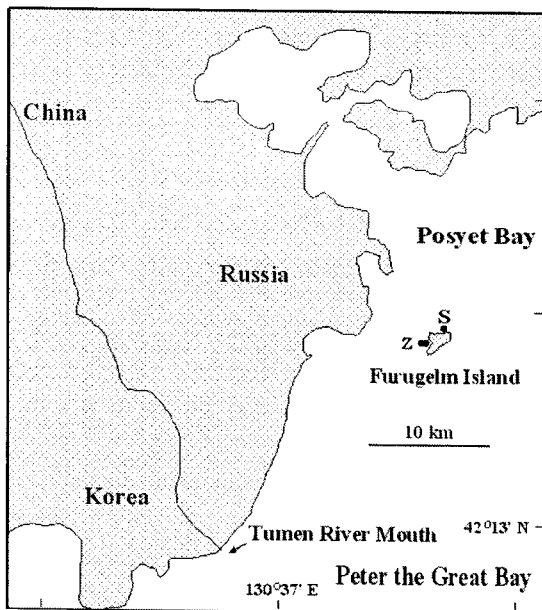 China
Posyet Bay
Russia
S
Z
Furugelm Island
10 km
Korea
42°13' N
Tumen River Mouth
130°37' E
Peter the Great Bay